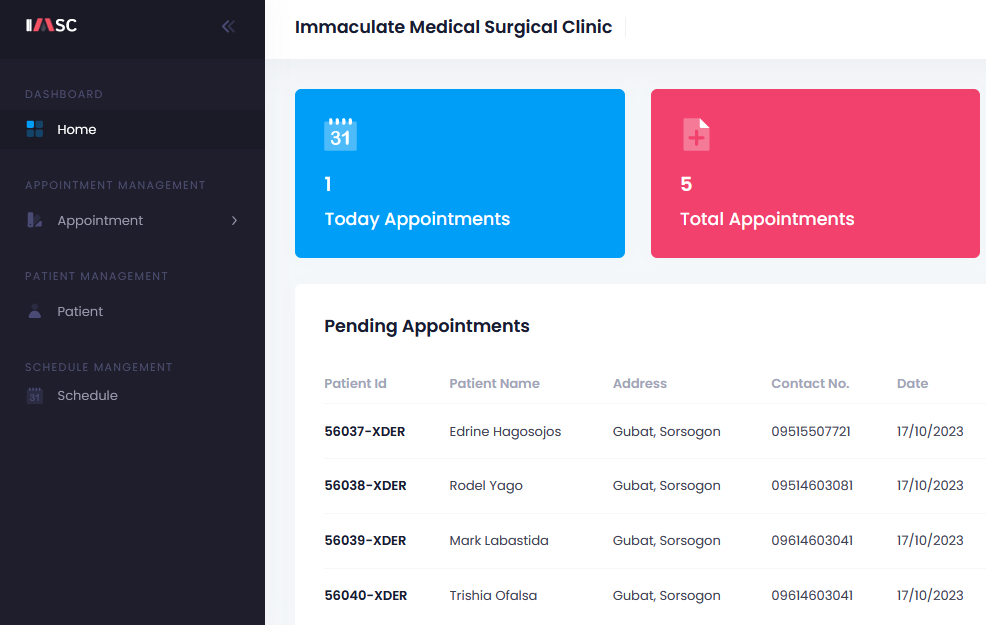 IMSC
Immaculate Medical Surgical Clinic
DASHBOARD
Home
APPOINTMENT MANAGEMENT
Appointment
PATIENT MANAGEMENT
Patient
SCHEDULE MANGEMENT
31
Schedule
31
1
Today Appointments
5
Total Appointments
Pending Appointments
Patient Id Patient Name Address Contact No. Date
56037-XDER Edrine Hagosojos Gubat, Sorsogon 09515507721 17/10/2023
56038-XDER Rodel Yago Gubat, Sorsogon 09514603081 17/10/2023
56039-XDER Mark Labastida Gubat, Sorsogon 09614603041 17/10/2023
56040-XDER Trishia Ofalsa Gubat, Sorsogon 09614603041 17/10/2023